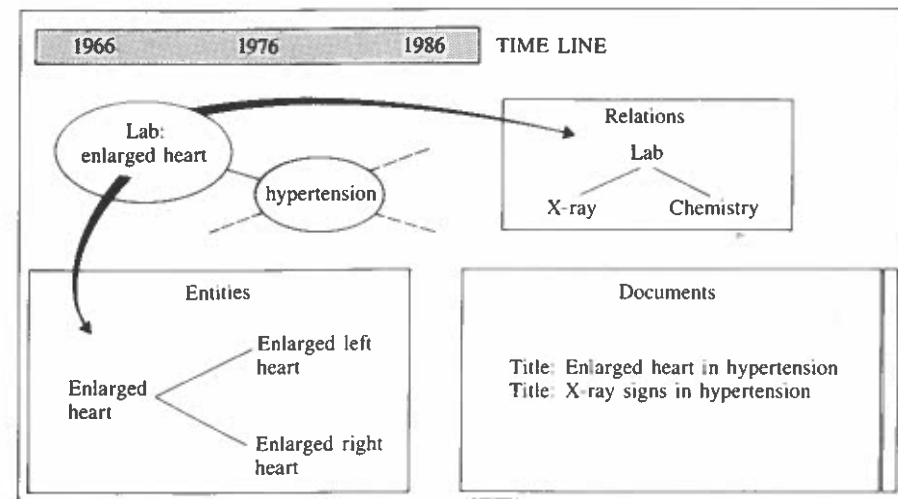 1966 1976 1986 TIME LINE
Lab:
enlarged heart
hypertension
Relations
Lab
X-ray Chemistry
Entities
Enlarged left
heart
Enlarged
heart
Enlarged right
heart
Documents
Title: Enlarged heart in hypertension
Title: X-ray signs in hypertension